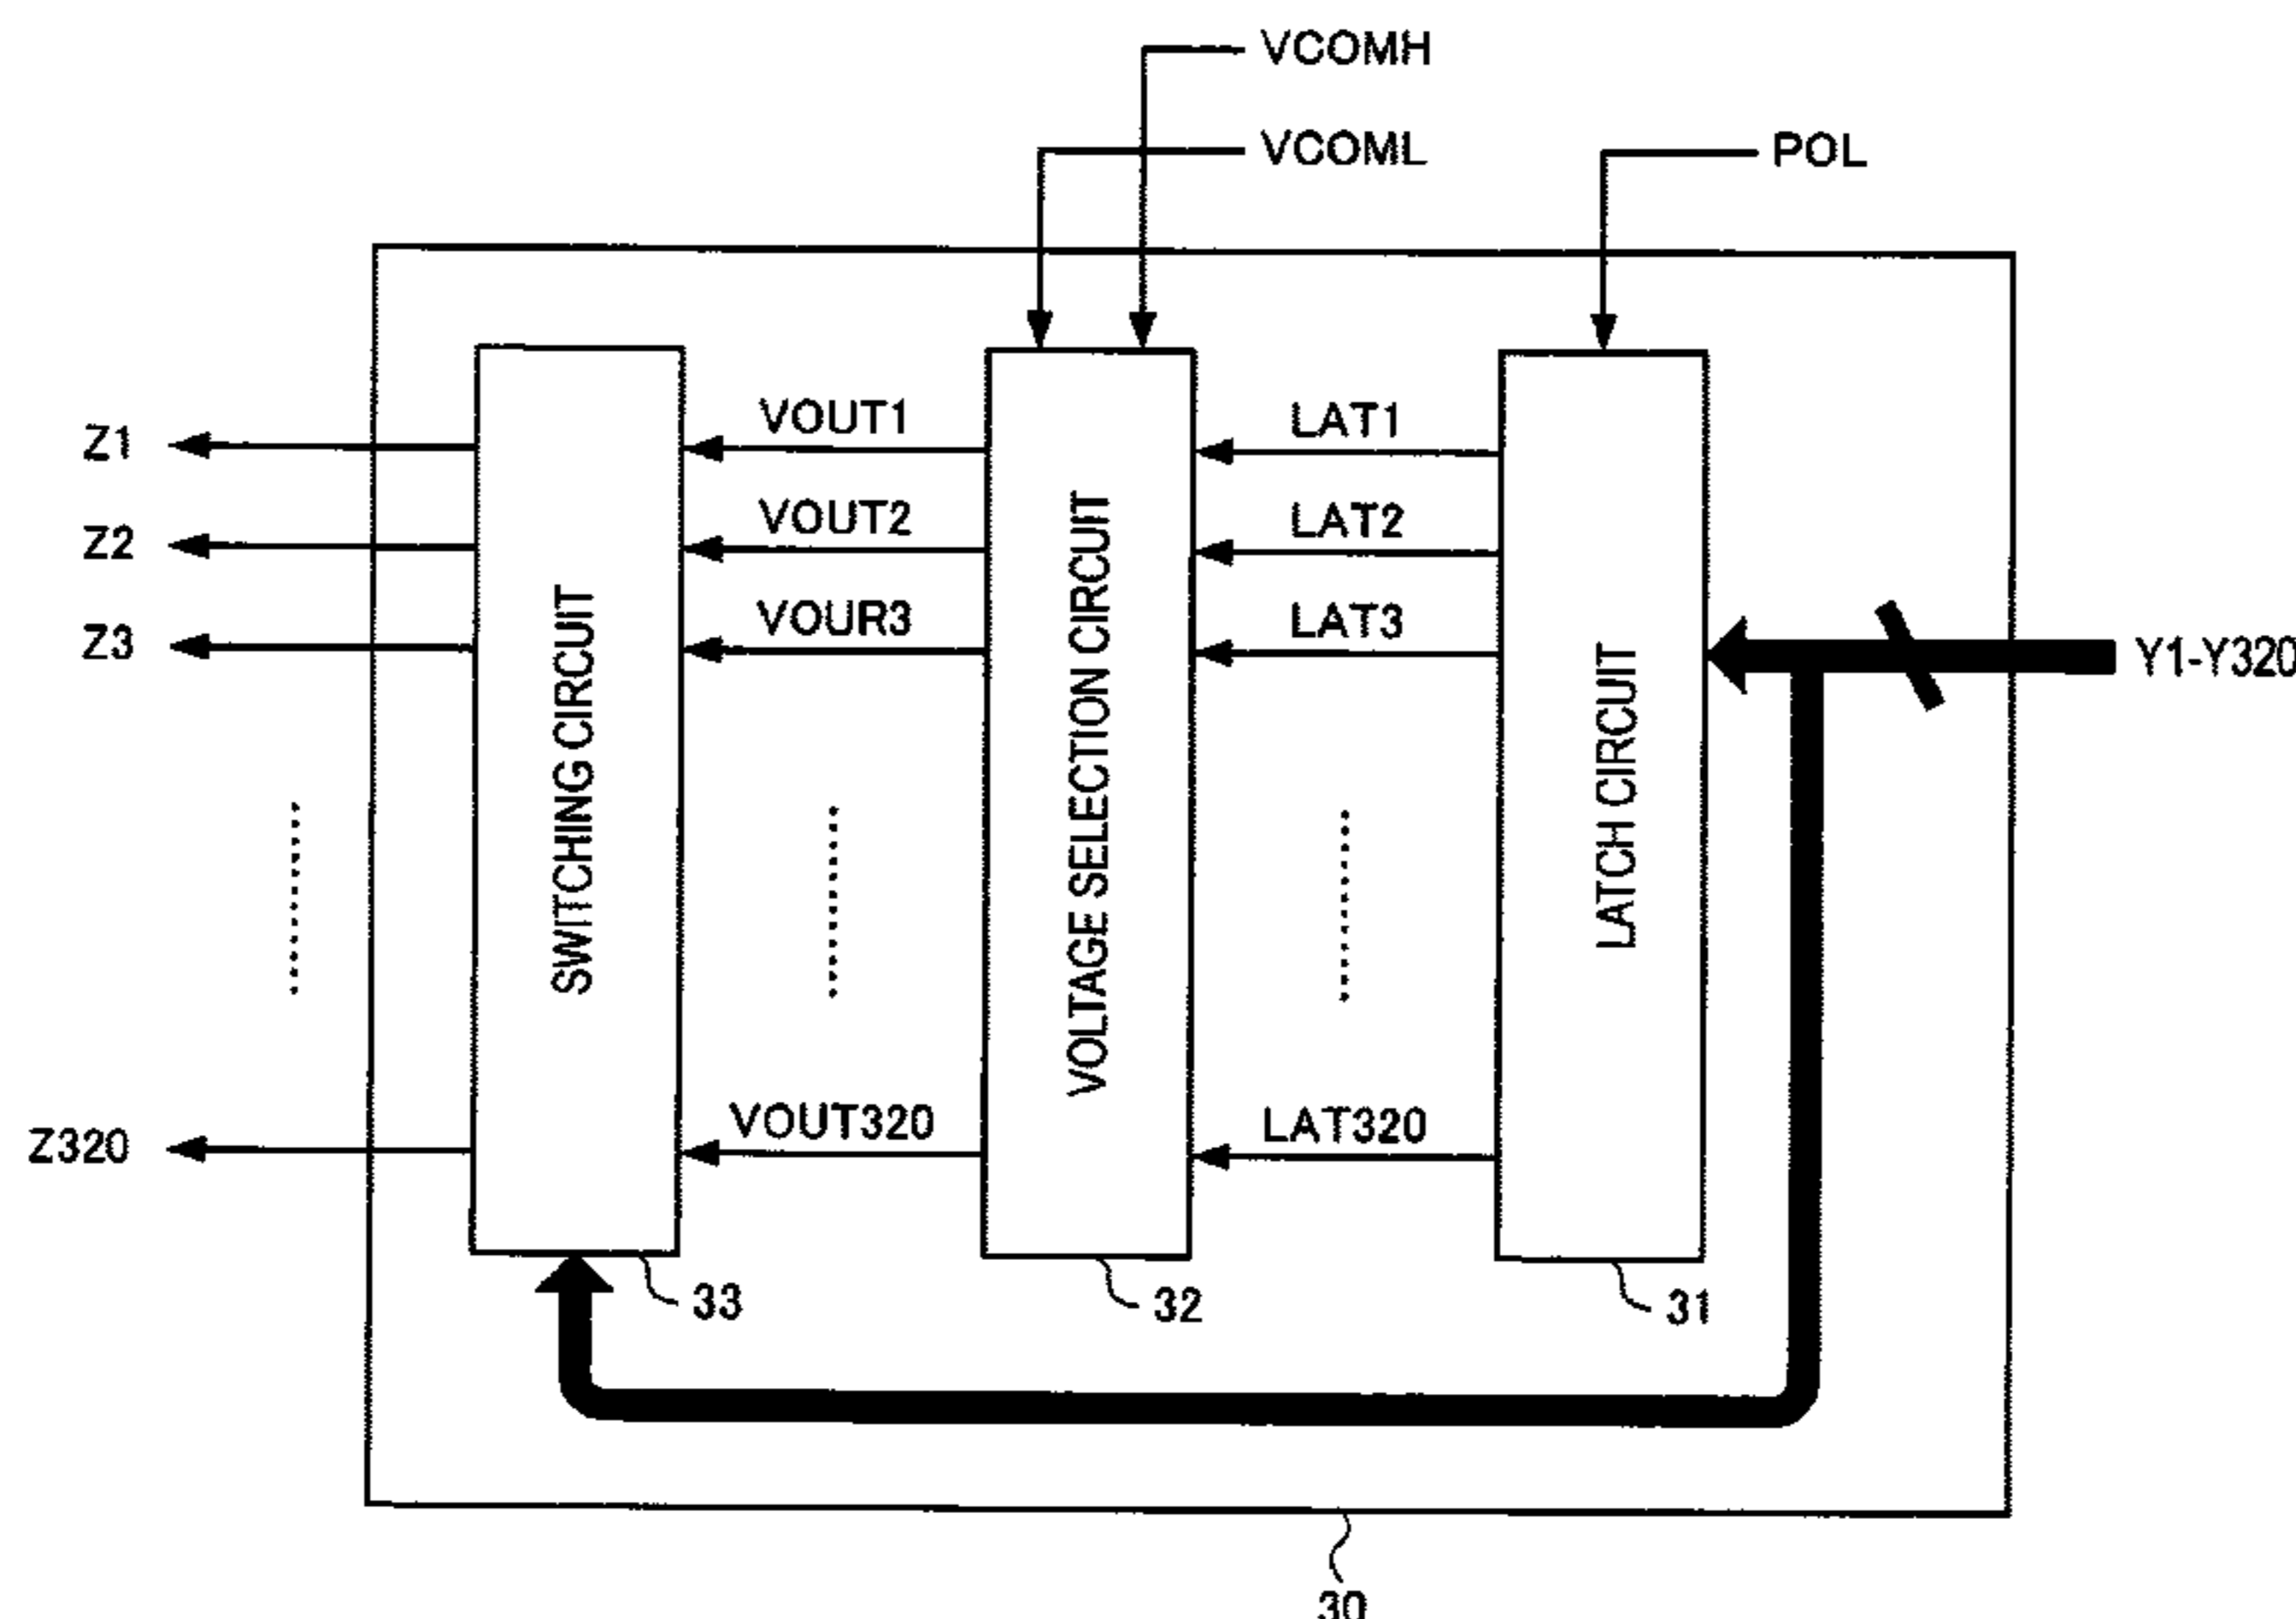 VCOMH
VCOML
POL
VOUT1
LAT1
Z1
VOUT2
LAT2
Z2
VOUR3
LAT3
Z3
Y1-Y320
SWITCHING CIRCUIT
VOLTAGE SELECTION CIRCUIT
LATCH CIRCUIT
VOUT320
LAT320
Z320
33
32
31
30